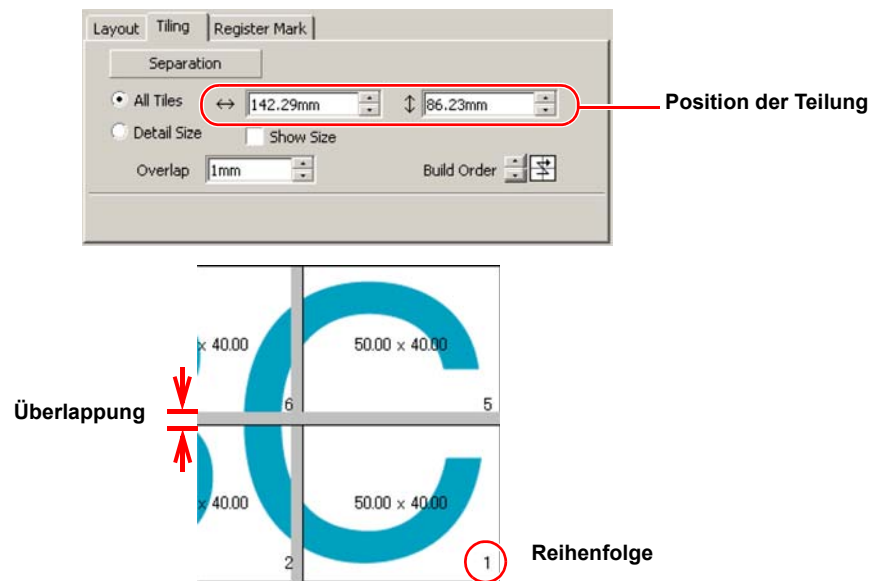 Layout Tiling Register Mark
Separation
All Tiles 142.29mm 86.23mm
Position der Teilung
Detail Size Show Size
Overlap 1mm Build Order
x 40.00 50.00 x 40.00
Überlappung
6 5
x 40.00 50.00 x 40.00
2 1
Reihenfolge